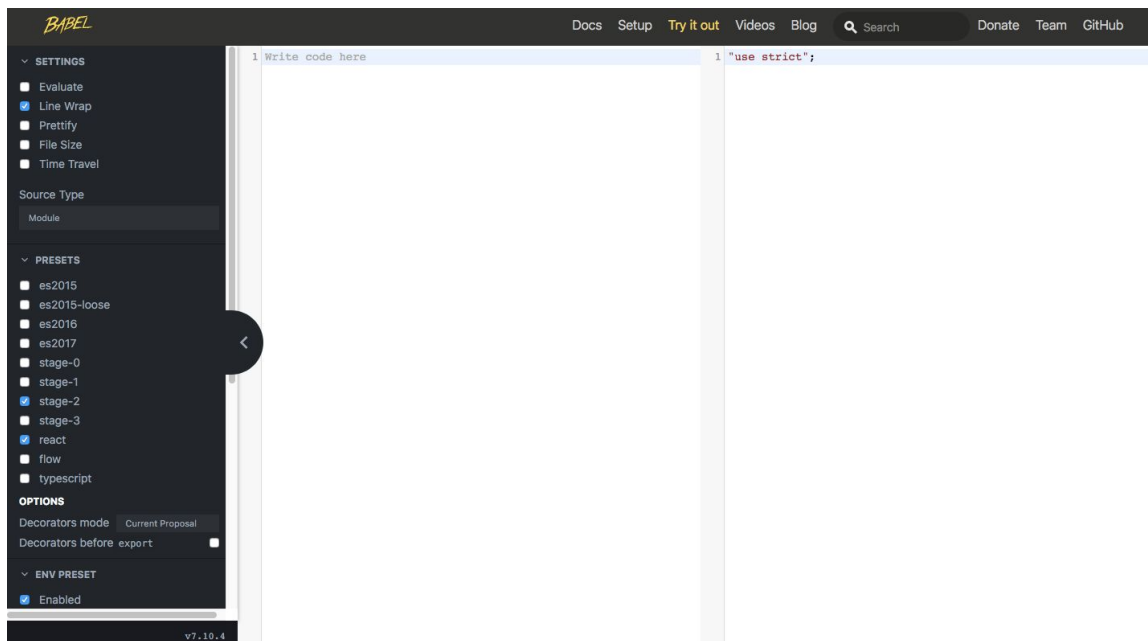 BABEL
Docs Setup Try it out Videos Blog Search Donate Team GitHub
SETTINGS
Evaluate
Line Wrap
Prettify
File Size
Time Travel
Source Type
Module
PRESETS
es2015
es2015-loose
es2016
es2017
stage-0
stage-1
stage-2
stage-3
react
flow
typescript
OPTIONS
Decorators mode Current Proposal
Decorators before export
ENV PRESET
Enabled
v7.10.4
1 Write code here
1 "use strict";